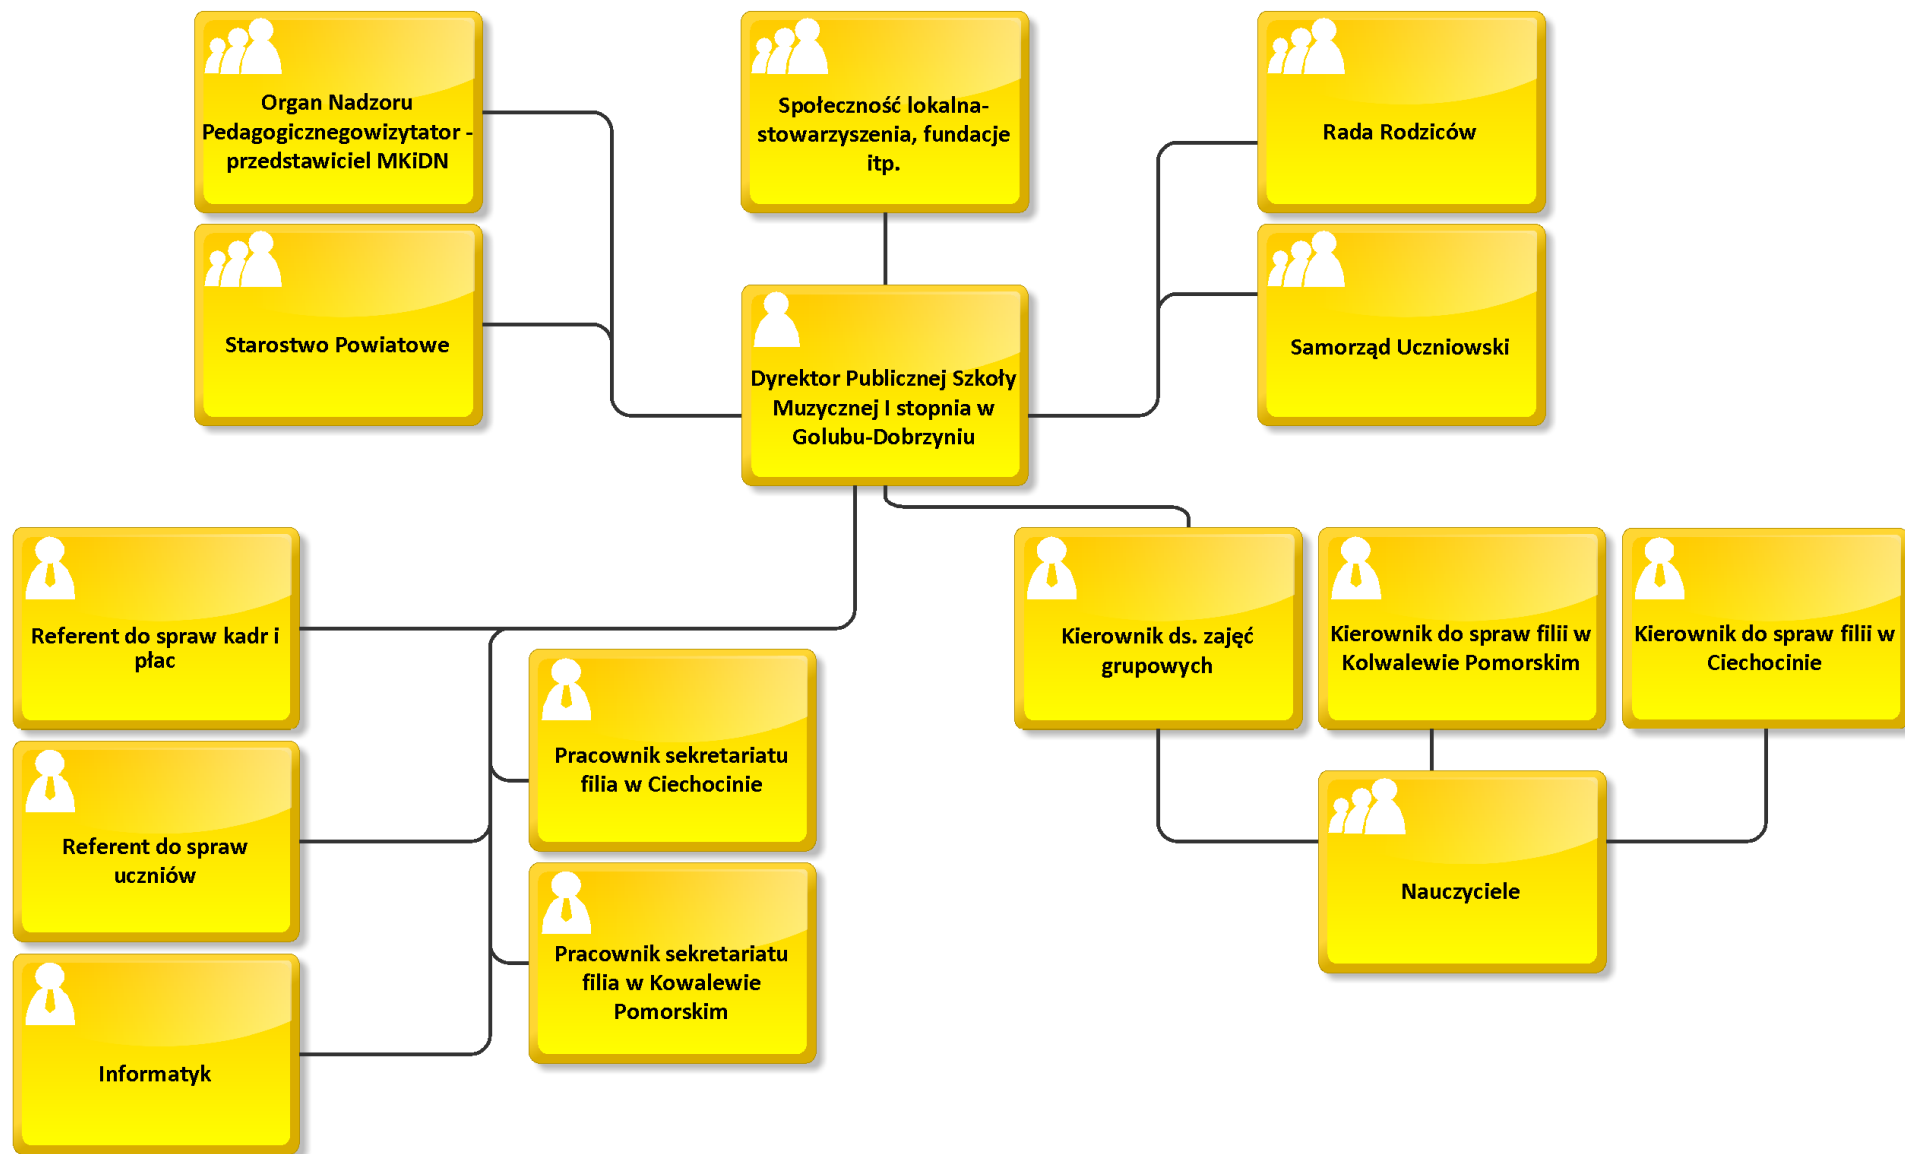 Organ Nadzoru
Pedagogicznegowizytator -
przedstawiciel MKiDN
Społeczność lokalna-
stowarzyszenia, fundacje
itp.
Rada Rodziców
Starostwo Powiatowe
Samorząd Uczniowski
Dyrektor Publicznej Szkoły
Muzycznej I stopnia w
Golubu-Dobrzyniu
Referent do spraw kadr i
płac
Kierownik ds. zajęć
grupowych
Kierownik do spraw filii w
Kolwalewie Pomorskim
Kierownik do spraw filii w
Ciechocinie
Pracownik sekretariatu
filia w Ciechocinie
Referent do spraw
uczniów
Nauczyciele
Pracownik sekretariatu
filia w Kowalewie
Pomorskim
Informatyk